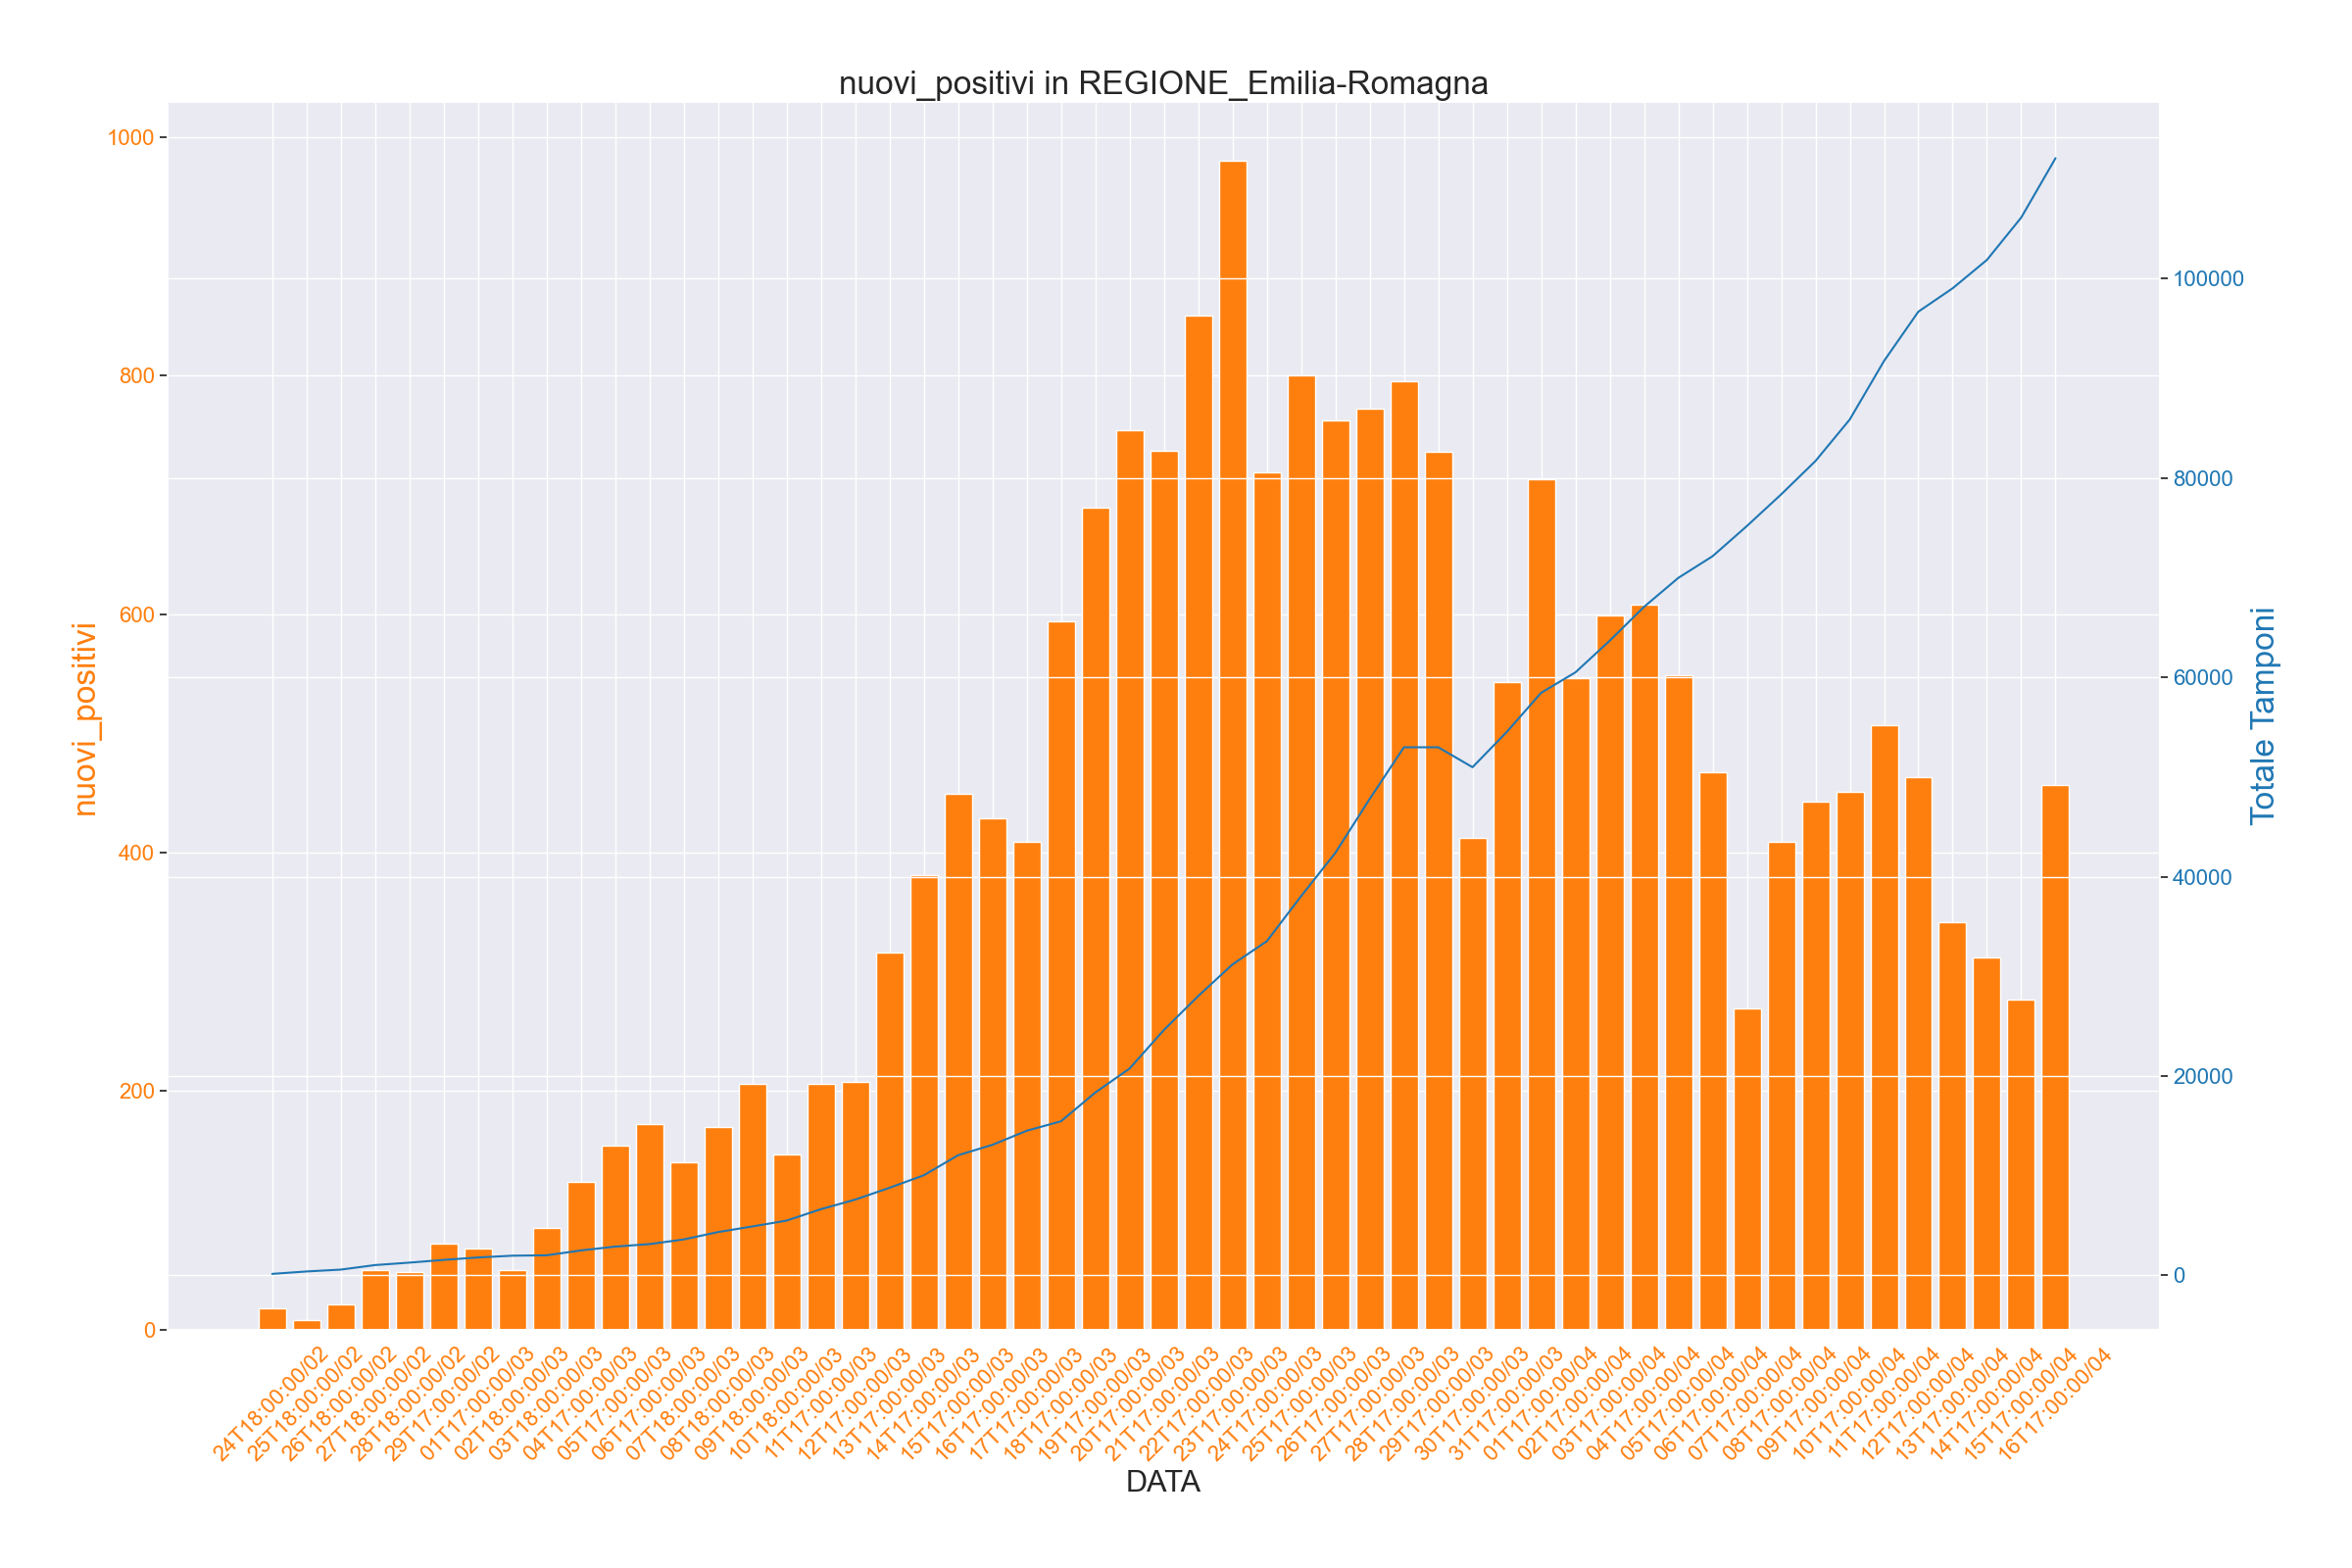 nuovi_positivi in REGIONE_Emilia-Romagna
1000
800
600
400
200
0
nuovi_positivi
100000
80000
60000
40000
20000
0
Totale Tamponi
24T18:00:00/02
25T18:00:00/02
26T18:00:00/02
27T18:00:00/02
28T18:00:00/02
29T17:00:00/02
01T17:00:00/03
02T18:00:00/03
03T18:00:00/03
04T17:00:00/03
05T17:00:00/03
06T17:00:00/03
07T18:00:00/03
08T18:00:00/03
09T18:00:00/03
10T18:00:00/03
11T17:00:00/03
12T17:00:00/03
13T17:00:00/03
14T17:00:00/03
15T17:00:00/03
16T17:00:00/03
17T17:00:00/03
18T17:00:00/03
19T17:00:00/03
20T17:00:00/03
21T17:00:00/03
22T17:00:00/03
23T17:00:00/03
24T17:00:00/03
25T17:00:00/03
26T17:00:00/03
27T17:00:00/03
28T17:00:00/03
29T17:00:00/03
30T17:00:00/03
31T17:00:00/03
01T17:00:00/04
02T17:00:00/04
03T17:00:00/04
04T17:00:00/04
05T17:00:00/04
06T17:00:00/04
07T17:00:00/04
08T17:00:00/04
09T17:00:00/04
10T17:00:00/04
11T17:00:00/04
12T17:00:00/04
13T17:00:00/04
14T17:00:00/04
15T17:00:00/04
16T17:00:00/04
DATA